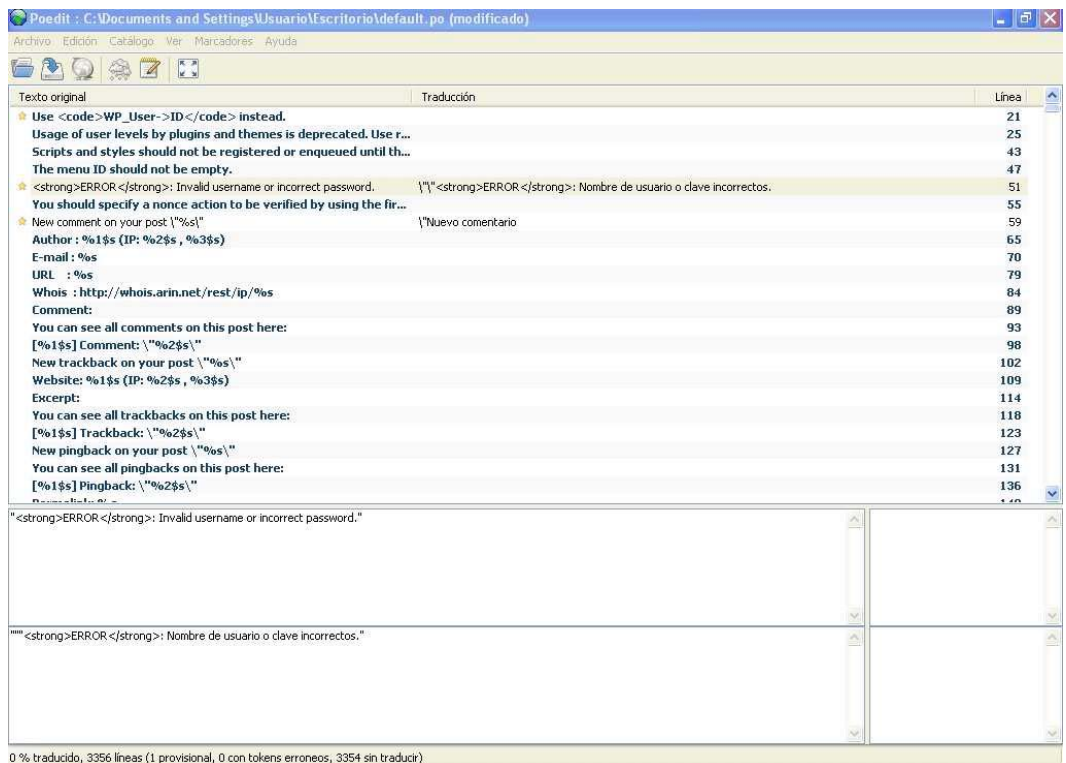 Poedit : C:\Documents and Settings\Usuario\Escritorio\default.po (modificado)
Archivo Edición Catálogo Ver Marcadores Ayuda
Texto original Traducción Línea
Use <code>WP_User->ID</code> instead. 21
Usage of user levels by plugins and themes is deprecated. Use r... 25
Scripts and styles should not be registered or enqueued until th... 43
The menu ID should not be empty. 47
<strong>ERROR</strong>: Invalid username or incorrect password. \"\"<strong>ERROR</strong>: Nombre de usuario o clave incorrectos. 51
You should specify a nonce action to be verified by using the fir... 55
New comment on your post \"%s\" \"Nuevo comentario 59
Author : %1$s (IP: %2$s , %3$s) 65
E-mail : %s 70
URL : %s 79
Whois : http://whois.arin.net/rest/ip/%s 84
Comment: 89
You can see all comments on this post here: 93
[%1$s] Comment: \"%2$s\" 98
New trackback on your post \"%s\" 102
Website: %1$s (IP: %2$s , %3$s) 109
Excerpt: 114
You can see all trackbacks on this post here: 118
[%1$s] Trackback: \"%2$s\" 123
New pingback on your post \"%s\" 127
You can see all pingbacks on this post here: 131
[%1$s] Pingback: \"%2$s\" 136
"<strong>ERROR</strong>: Invalid username or incorrect password."
"""<strong>ERROR</strong>: Nombre de usuario o clave incorrectos."
0 % traducido, 3356 líneas (1 provisional, 0 con tokens erroneos, 3354 sin traducir)